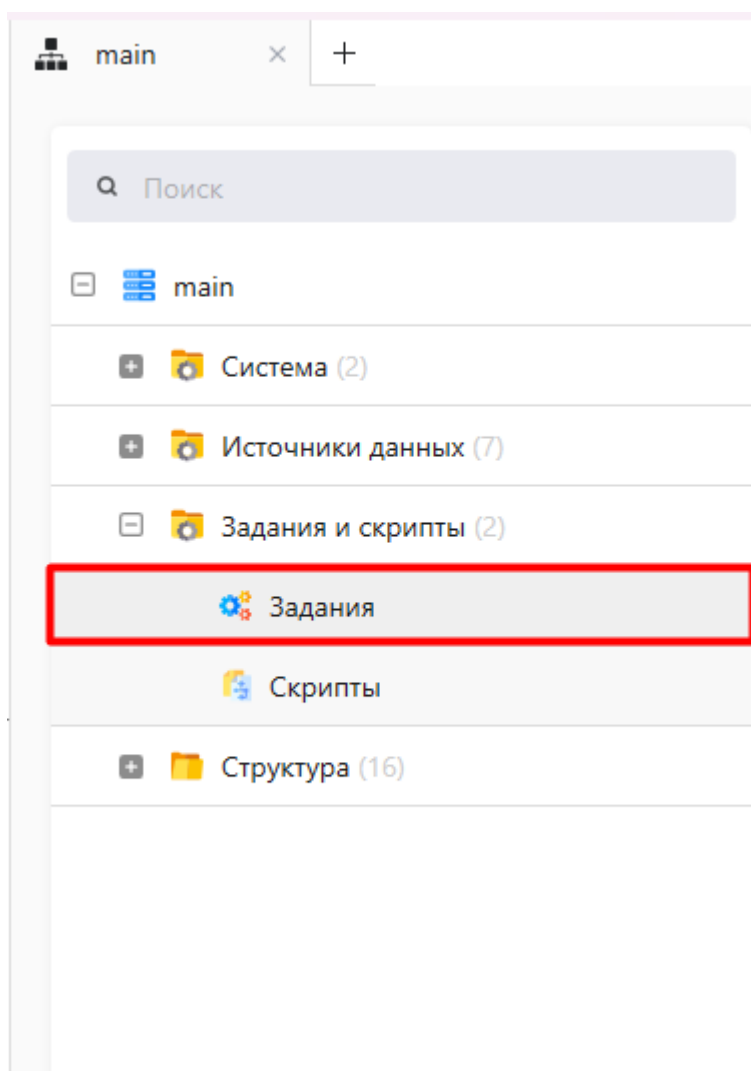 main
Поиск
main
Система (2)
Источники данных (7)
Задания и скрипты (2)
Задания
Скрипты
Структура (16)